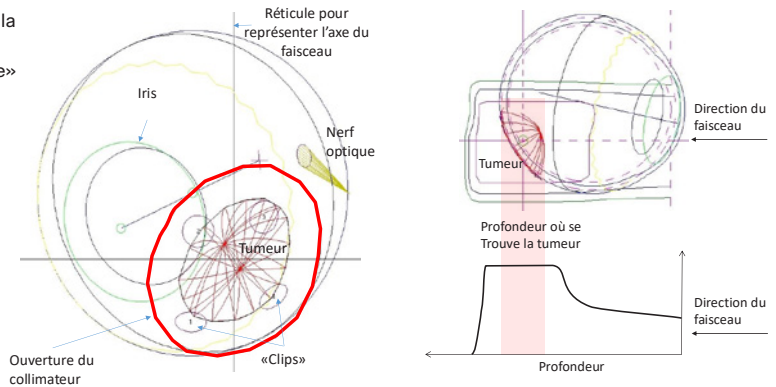 la
e»
Réticule pour
représenter l'axe du
faisceau
Iris
Nerf
optique
Tumeur
Ouverture du
collimateur
«Clips»
1
Direction du
faisceau
Tumeur
Profondeur où se
Trouve la tumeur
Direction du
faisceau
Profondeur